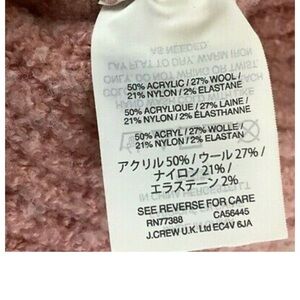 50% ACRYLIC / 27% WOOL /
21% NYLON / 2% ELASTANE
50% ACRYLIQUE / 27% LAINE /
21% NYLON / 2% ÉLASTHANNE
50% ACRYL / 27% WOLLE /
21% NYLON / 2% ELASTAN
アクリル 50% / ウール 27% /
ナイロン 21% /
エラステーン 2%
SEE REVERSE FOR CARE
RN77388 CA56445
J.CREW U.K. Ltd EC4V 6JA